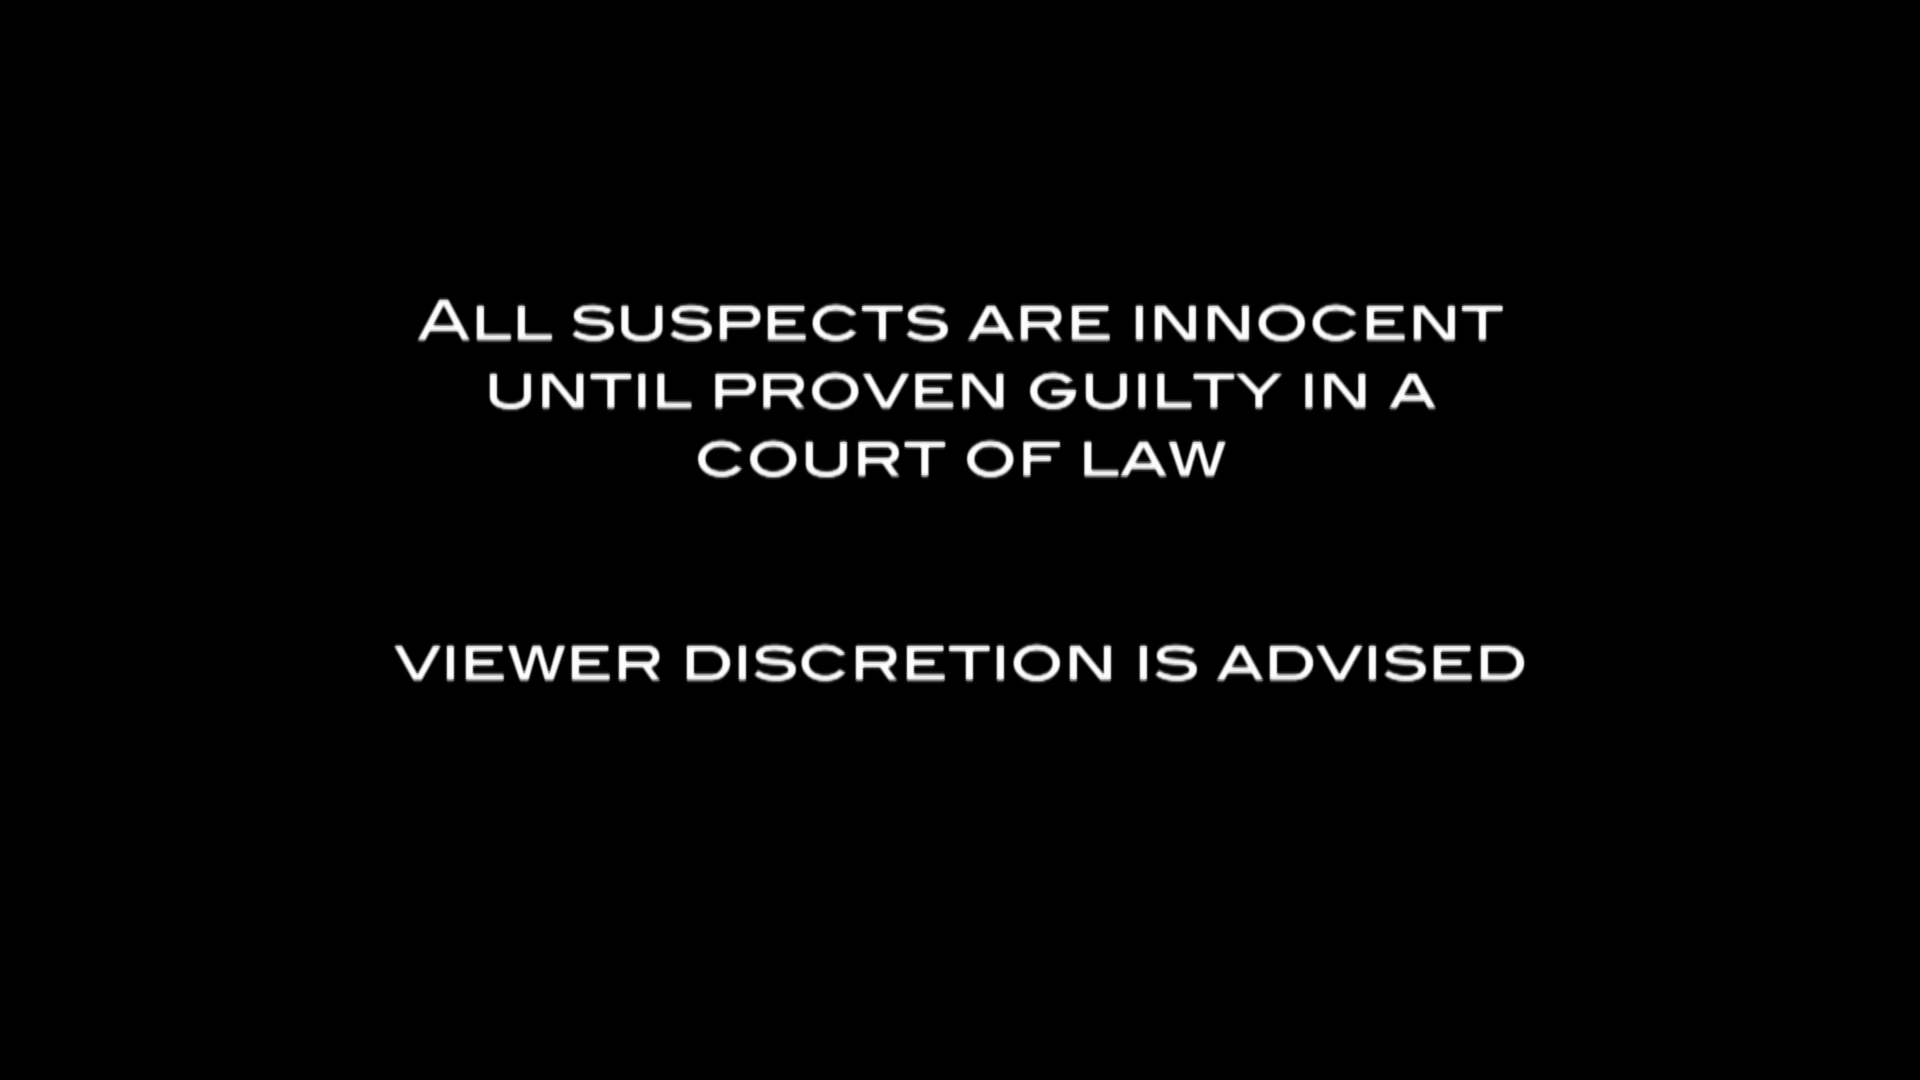 All suspects are innocent
until proven guilty in a
court of law
viewer discretion is advised